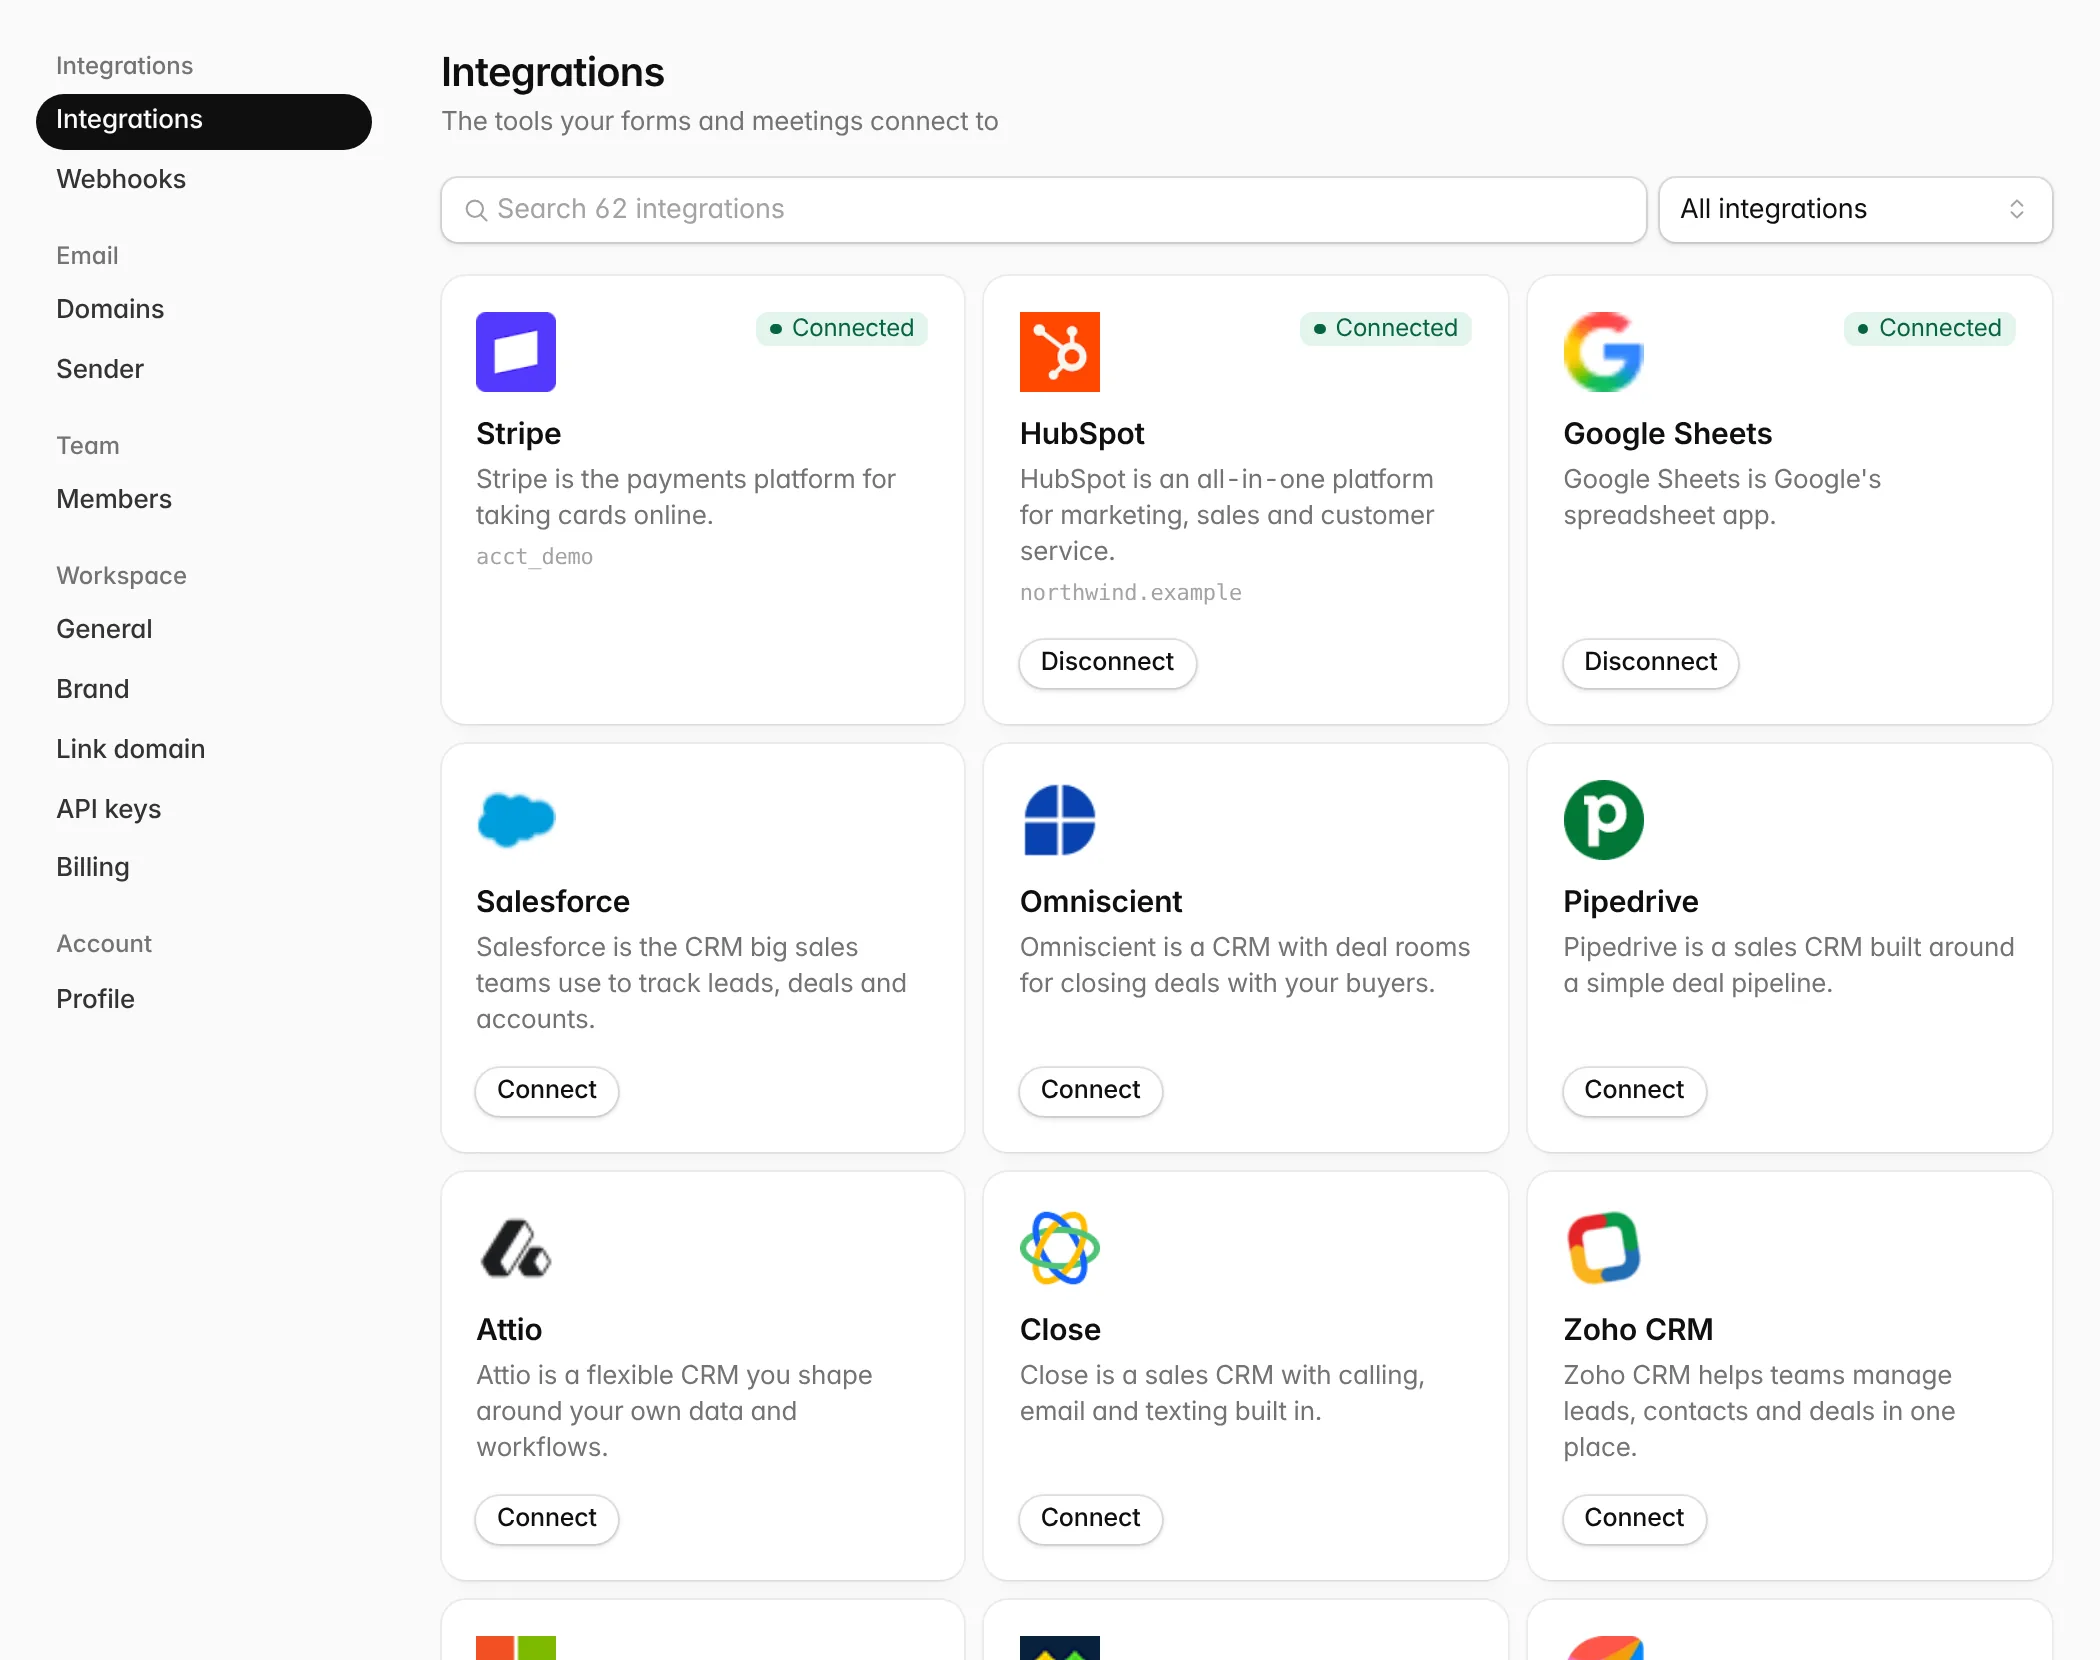 Integrations
Integrations
Webhooks
Email
Domains
Sender
Team
Members
Workspace
General
Brand
Link domain
API keys
Billing
Account
Profile
Integrations
The tools your forms and meetings connect to
Search 62 integrations
All integrations
Connected
Stripe
Stripe is the payments platform for
taking cards online.
acct_demo
Connected
HubSpot
HubSpot is an all-in-one platform
for marketing, sales and customer
service.
northwind.example
Disconnect
Connected
Google Sheets
Google Sheets is Google's
spreadsheet app.
Disconnect
Salesforce
Salesforce is the CRM big sales
teams use to track leads, deals and
accounts.
Connect
Omniscient
Omniscient is a CRM with deal rooms
for closing deals with your buyers.
Connect
Pipedrive
Pipedrive is a sales CRM built around
a simple deal pipeline.
Connect
Attio
Attio is a flexible CRM you shape
around your own data and
workflows.
Connect
Close
Close is a sales CRM with calling,
email and texting built in.
Connect
Zoho CRM
Zoho CRM helps teams manage
leads, contacts and deals in one
place.
Connect